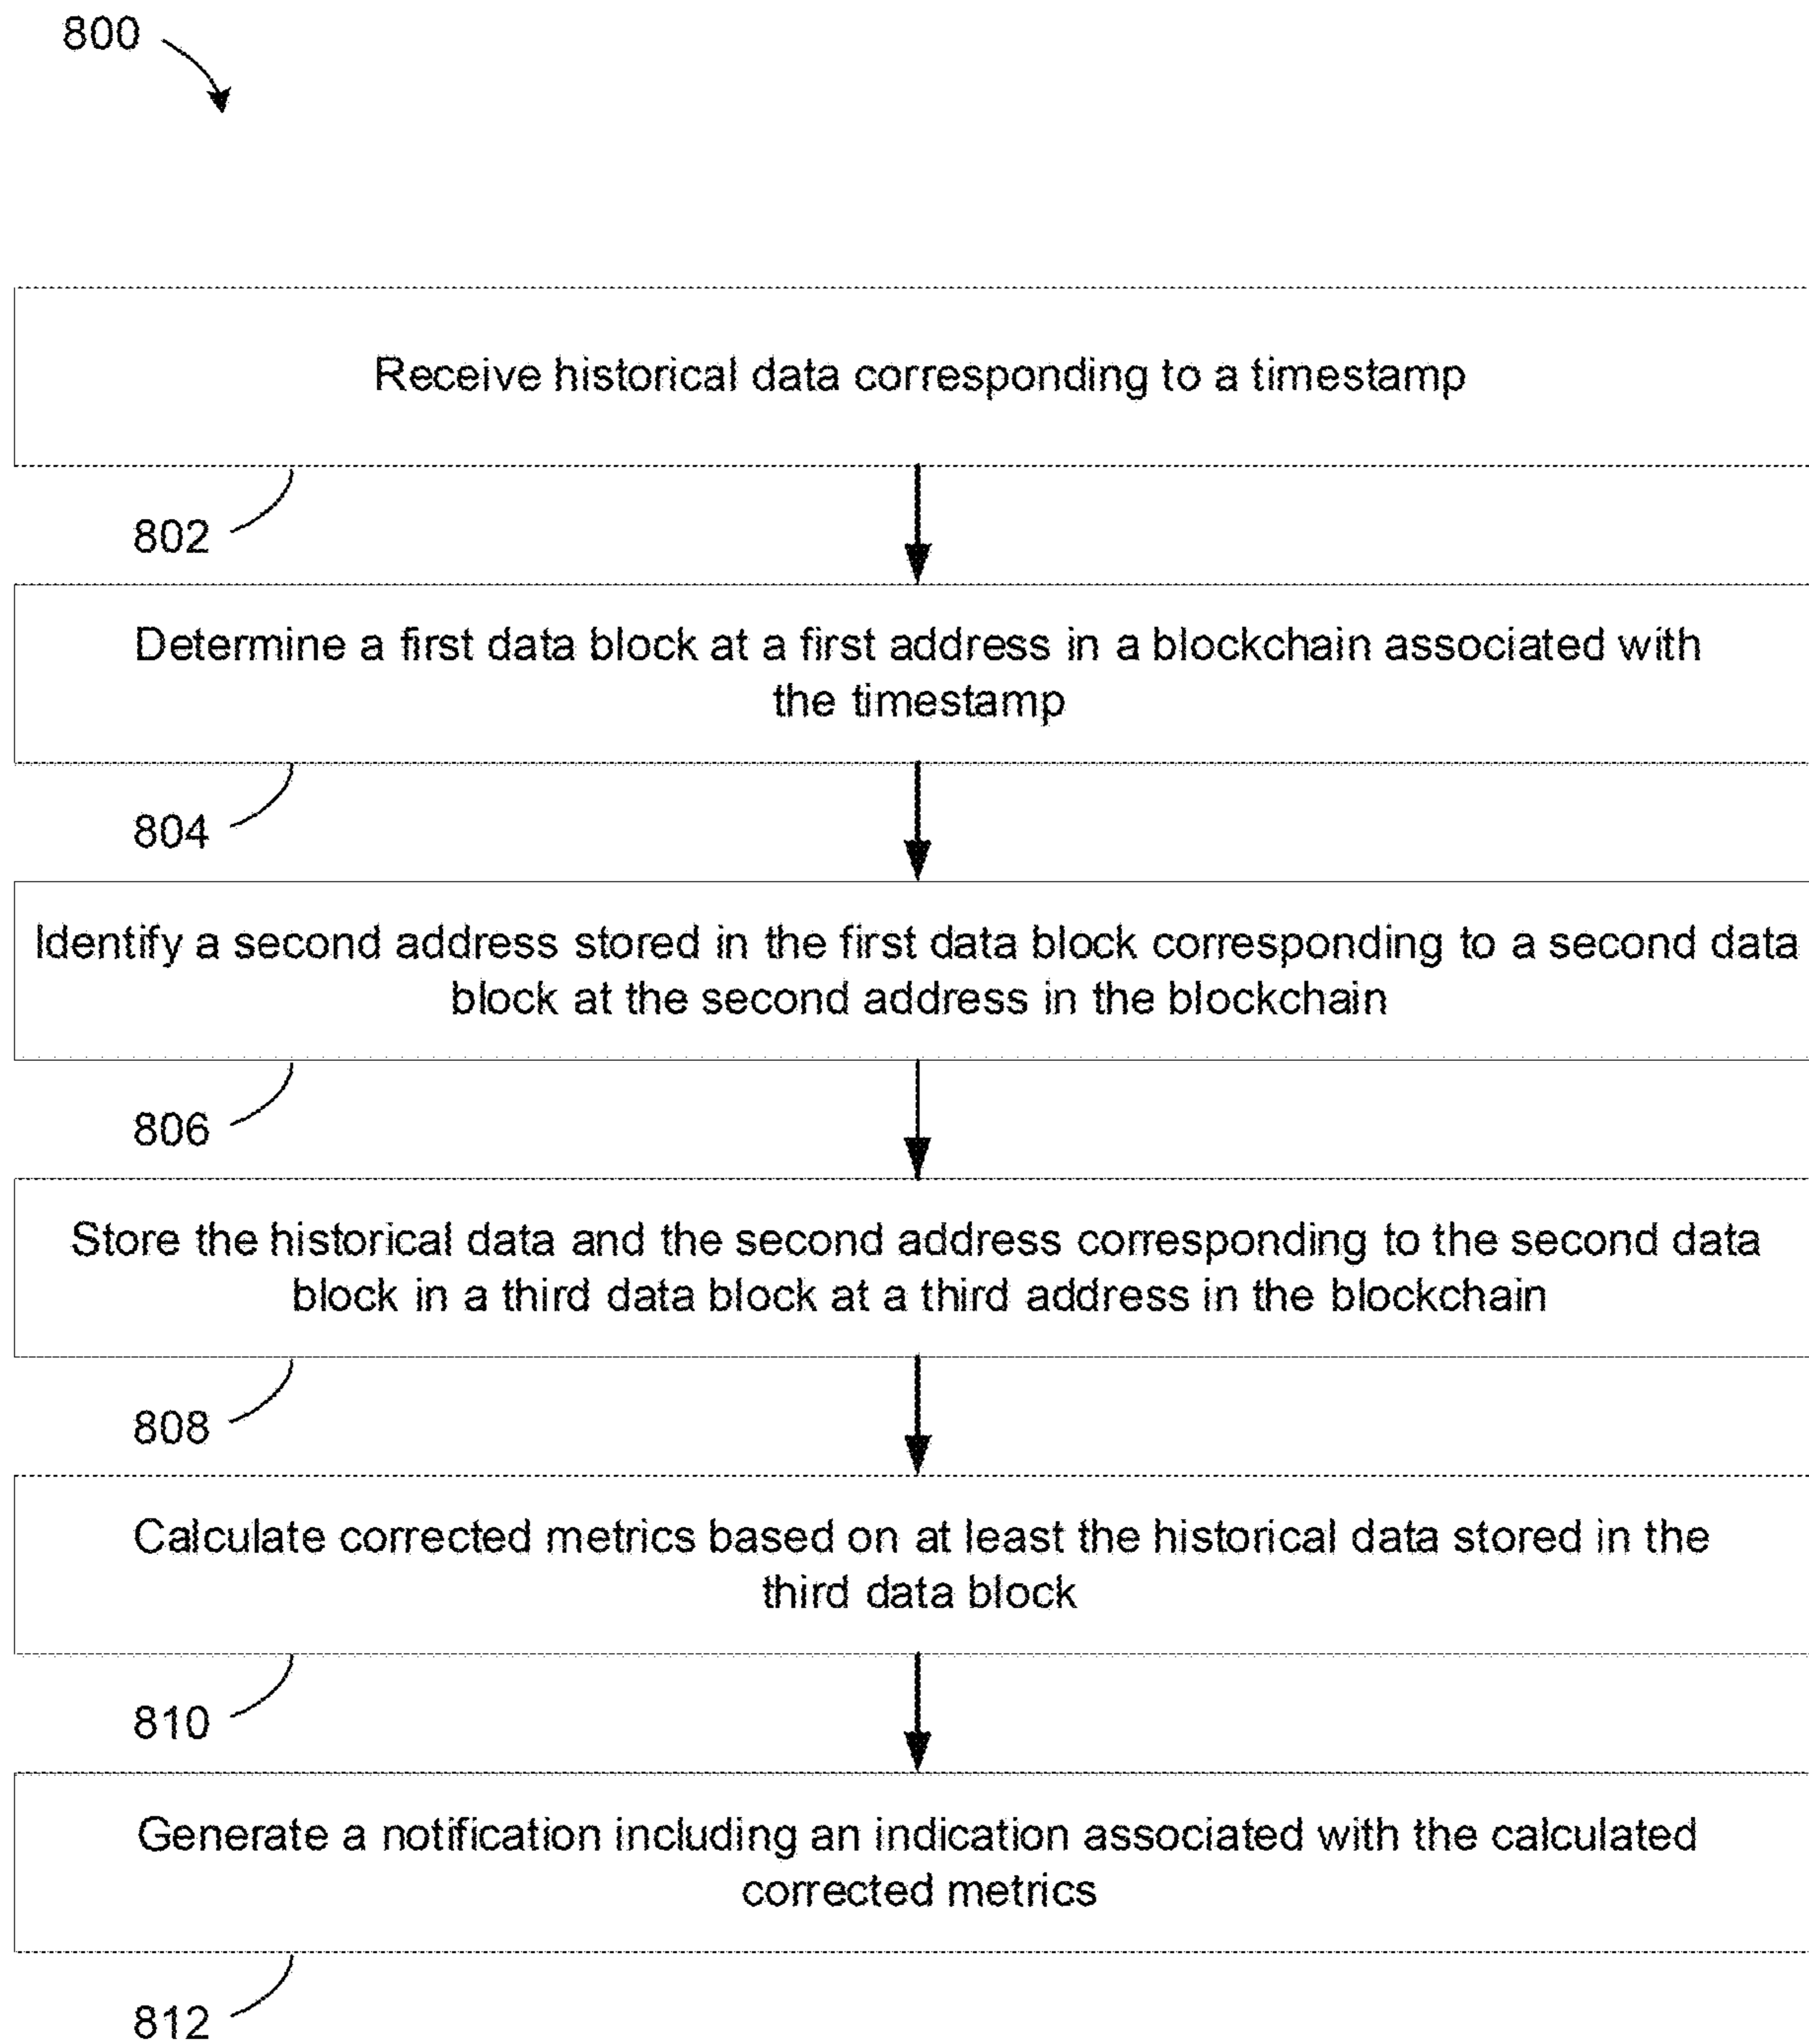 800
Receive historical data corresponding to a timestamp
802
Determine a first data block at a first address in a blockchain associated with
the timestamp
804
Identify a second address stored in the first data block corresponding to a second data
block at the second address in the blockchain
806
Store the historical data and the second address corresponding to the second data
block in a third data block at a third address in the blockchain
808
Calculate corrected metrics based on at least the historical data stored in the
third data block
810
Generate a notification including an indication associated with the calculated
corrected metrics
812